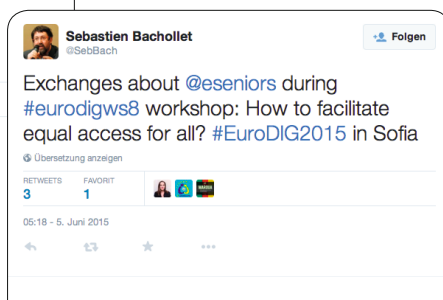 Sebastien Bachollet
@SebBach
Folgen
Exchanges about @eseniors during
#eurodigws8 workshop: How to facilitate
equal access for all? #EuroDIG2015 in Sofia
Übersetzung anzeigen
RETWEETS FAVORIT
3 1
05:18 - 5. Juni 2015